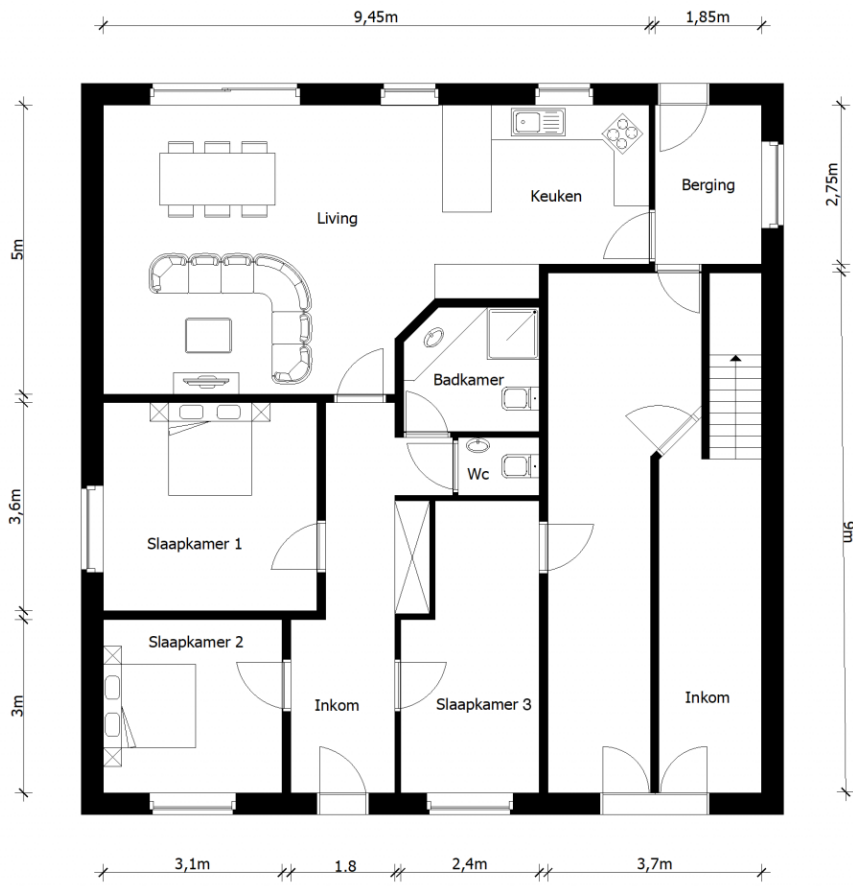 9,45m
1,85m
5m
Living
Keuken
Berging
2,75m
Badkamer
Wc
3,6m
Slaapkamer 1
9m
Slaapkamer 2
3m
Inkom
Slaapkamer 3
Inkom
3,1m
1.8
2,4m
3,7m